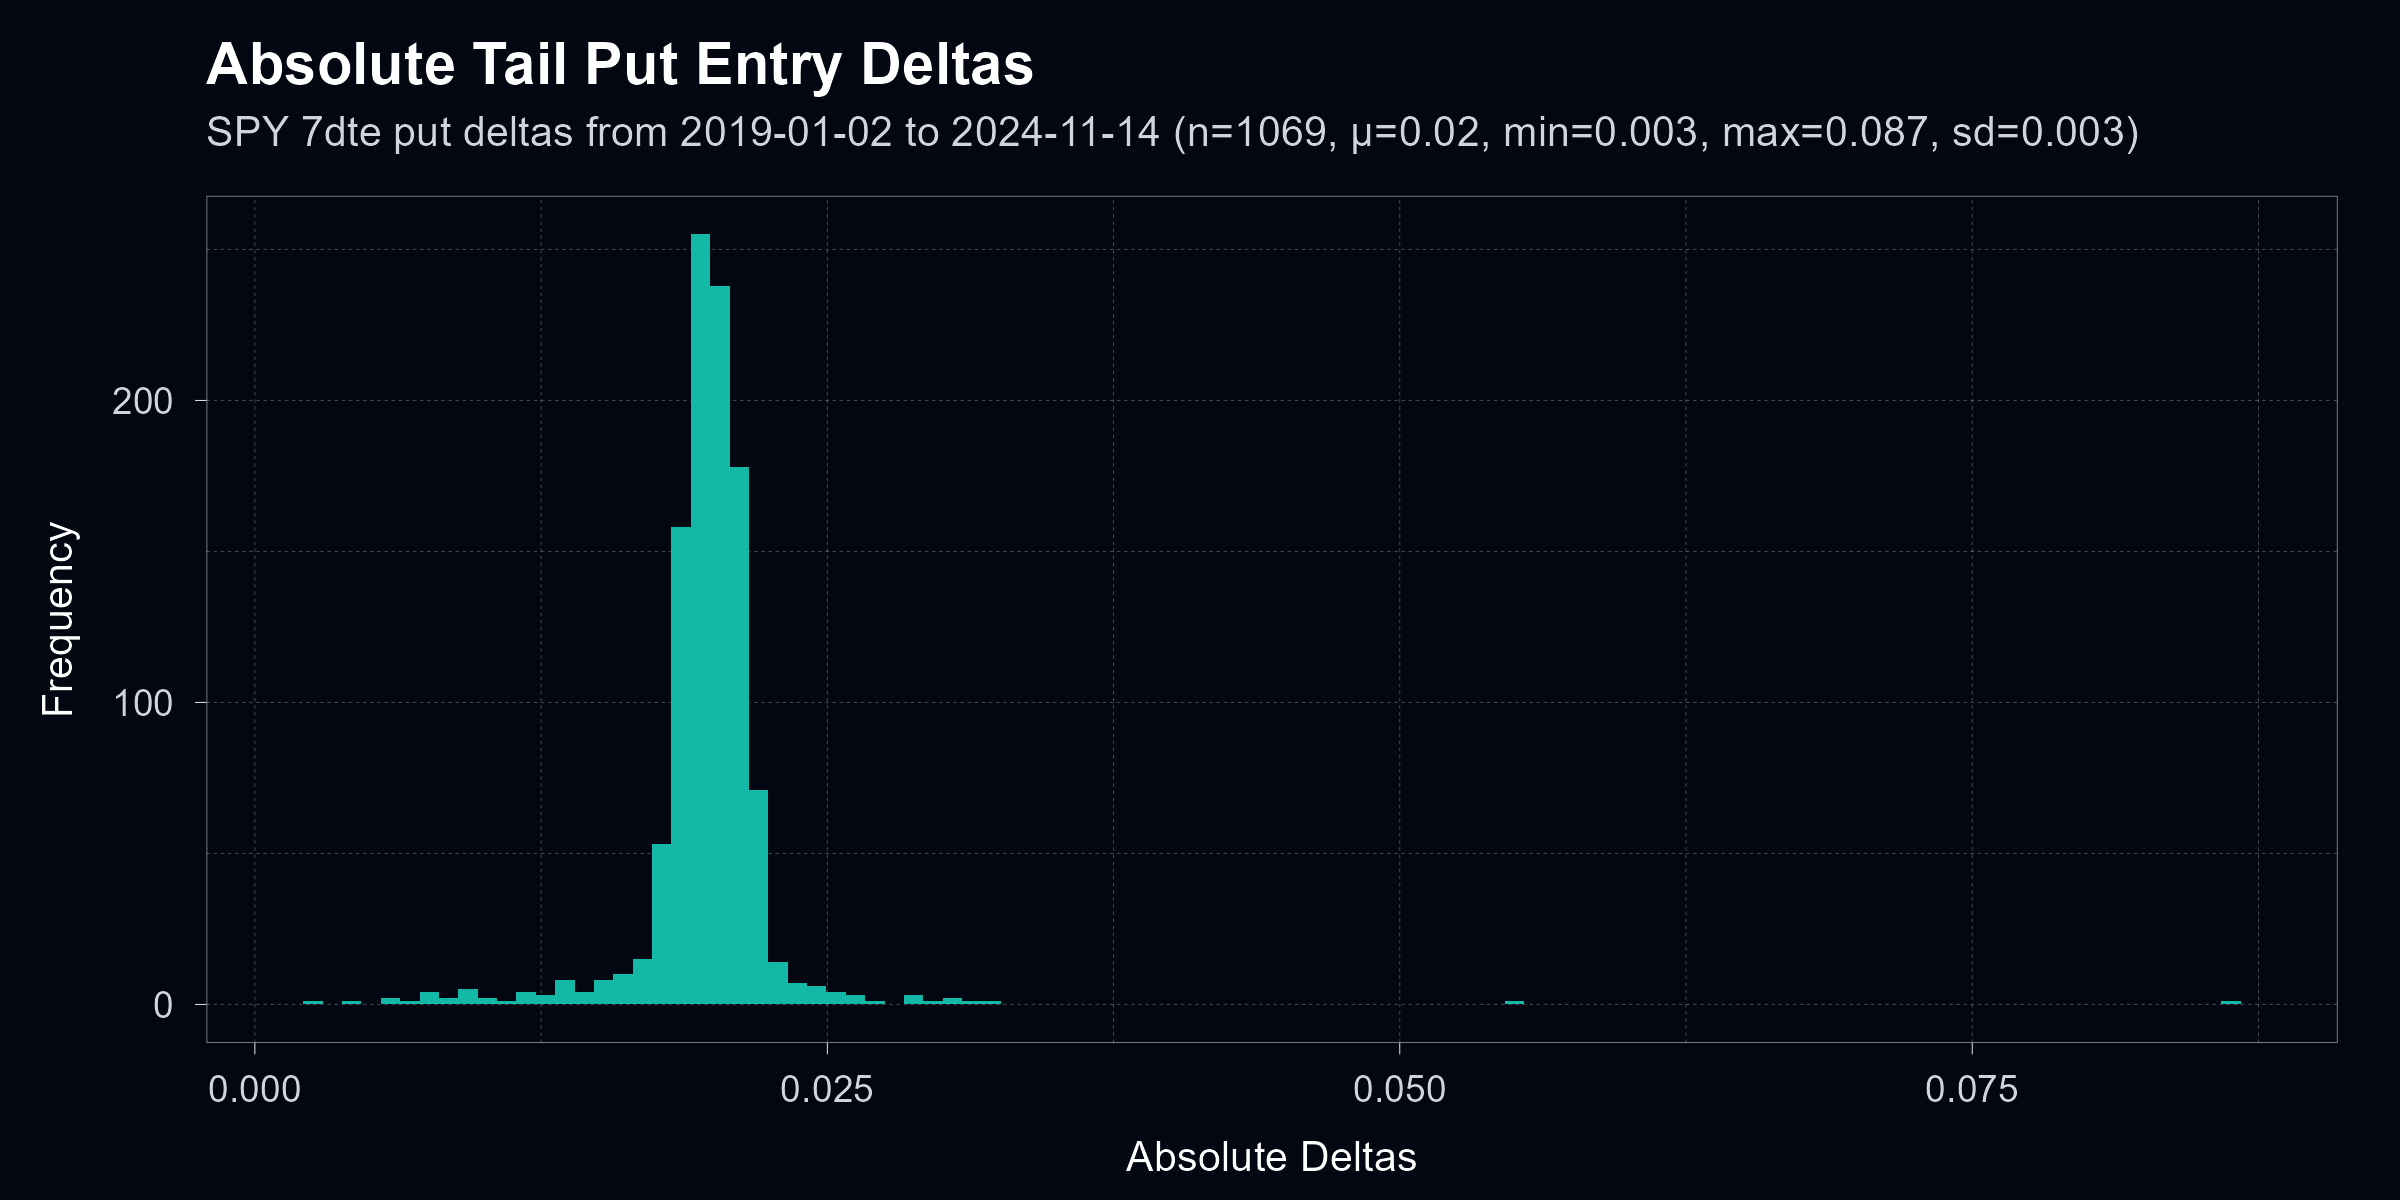 Absolute Tail Put Entry Deltas
SPY 7dte put deltas from 2019-01-02 to 2024-11-14 (n=1069, µ=0.02, min=0.003, max=0.087, sd=0.003)
Frequency
200
100
0
0.000 0.025 0.050 0.075
Absolute Deltas